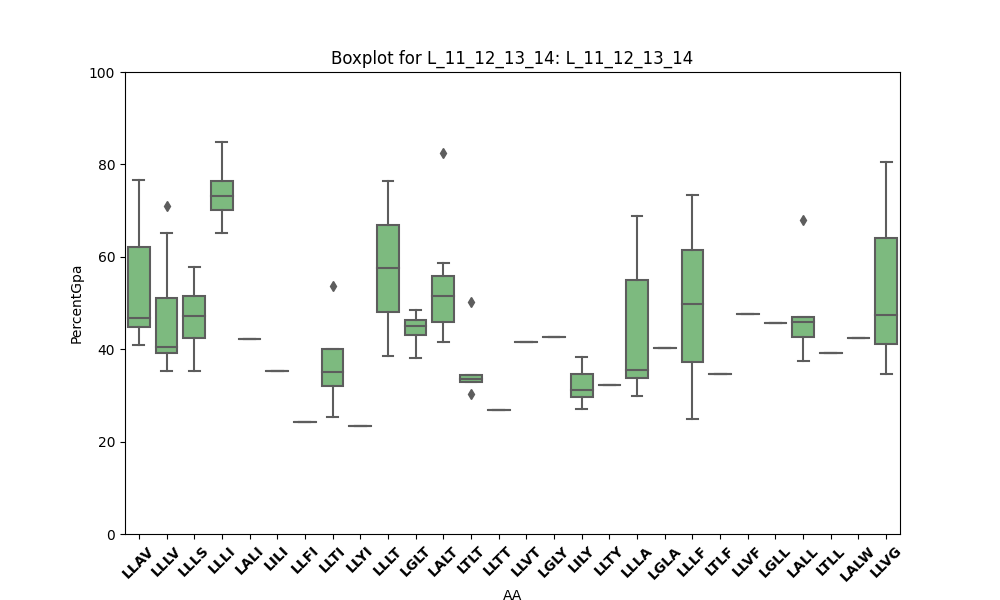 Boxplot for L_11_12_13_14: L_11_12_13_14
100
80
60
40
20
0
PercentGpa
LLAV LLLV LLLS LLLI LALI LILI LLFI LLTI LLYI LLLT LGLT LALT LTLT LLTT LLVT LGLY LILY LLTY LLLA LGLA LLLF LTLF LLVF LGLL LALL LTLL LALW LLVG
AA